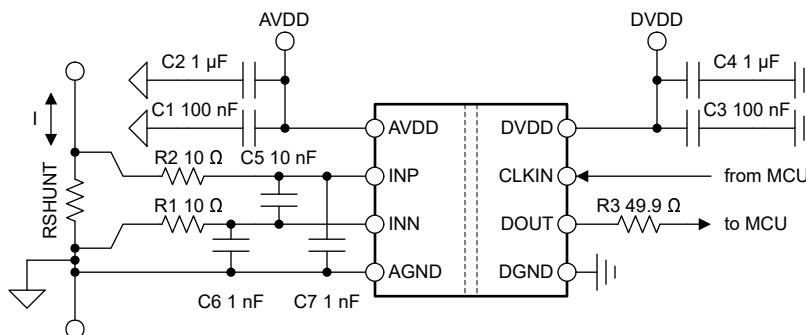 AVDD
DVDD
C2 1 µF
C4 1 µF
C1 100 nF
C3 100 nF
I
AVDD
DVDD
R2 10 Ω
C5 10 nF
INP
CLKIN
from MCU
RSHUNT
R1 10 Ω
INN
DOUT
R3 49.9 Ω
to MCU
AGND
DGND
C6 1 nF
C7 1 nF